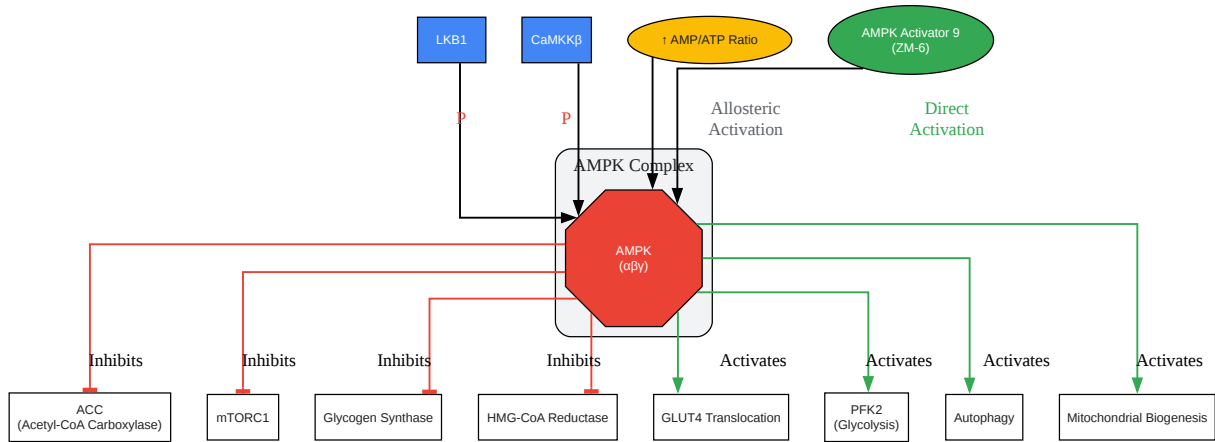 LKB1
CaMKKβ
↑ AMP/ATP Ratio
AMPK Activator 9
(ZM-6)
P
P
Allosteric
Activation
Direct
Activation
AMPK Complex
AMPK
(αβγ)
Inhibits
Inhibits
Inhibits
Inhibits
Activates
Activates
Activates
Activates
ACC
(Acetyl-CoA Carboxylase)
mTORC1
Glycogen Synthase
HMG-CoA Reductase
GLUT4 Translocation
PFK2
(Glycolysis)
Autophagy
Mitochondrial Biogenesis